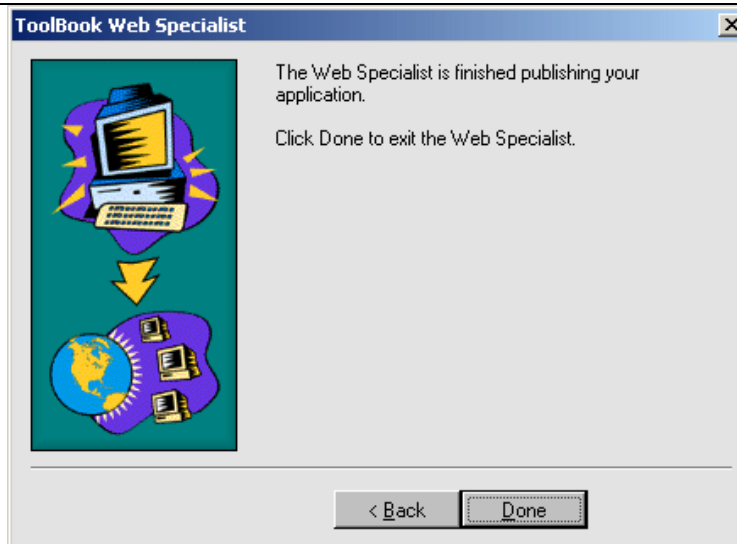 ToolBook Web Specialist
The Web Specialist is finished publishing your
application.
Click Done to exit the Web Specialist.
< Back
Done